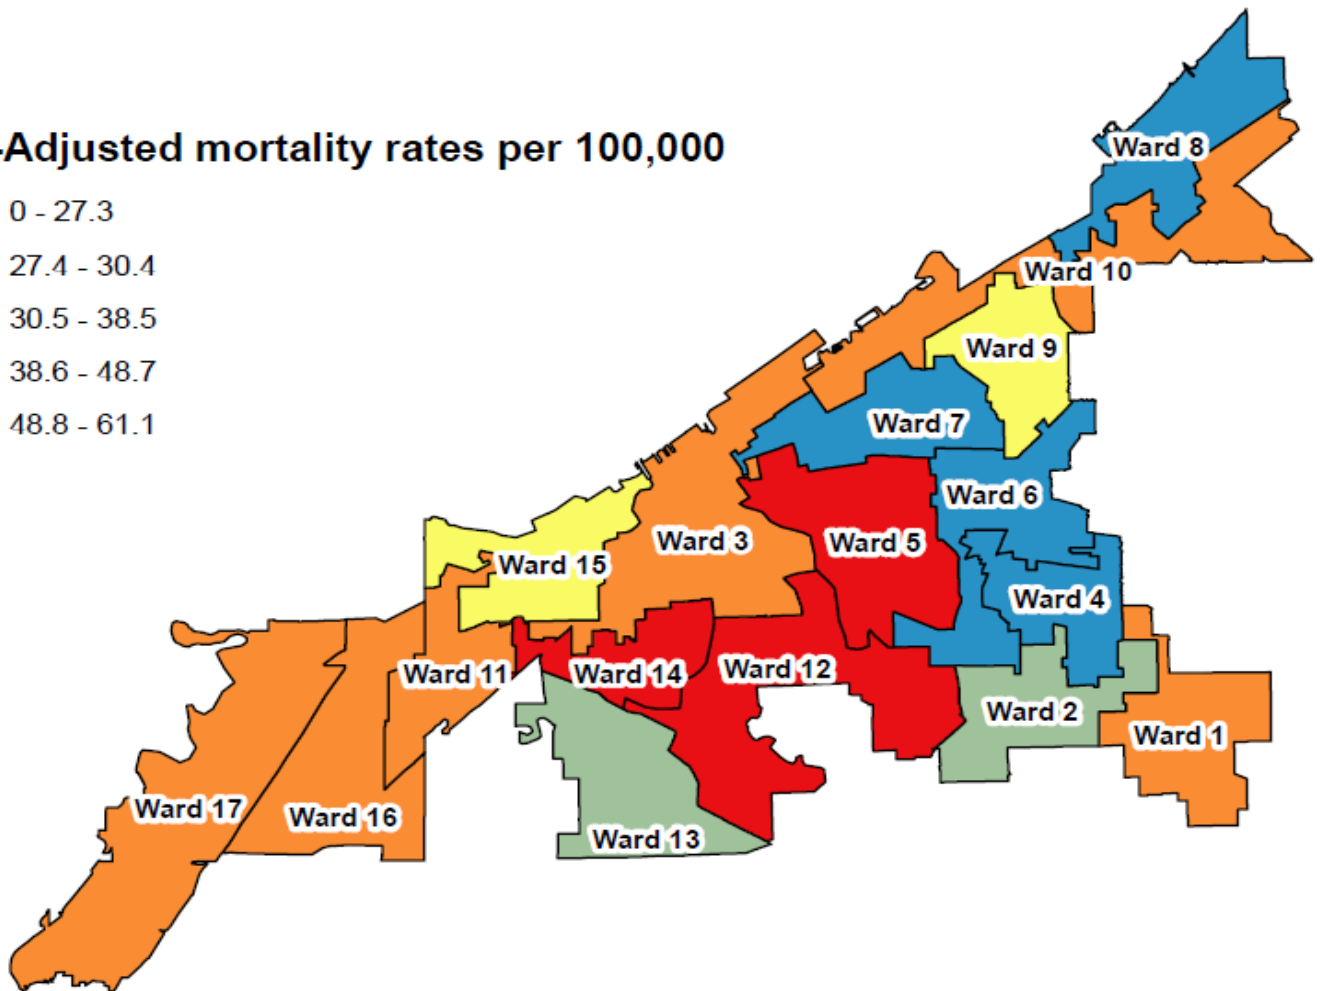 -Adjusted mortality rates per 100,000
0 - 27.3
27.4 - 30.4
30.5 - 38.5
38.6 - 48.7
48.8 - 61.1
Ward 8
Ward 10
Ward 9
Ward 7
Ward 6
Ward 3
Ward 5
Ward 15
Ward 4
Ward 11
Ward 14
Ward 12
Ward 2
Ward 1
Ward 17
Ward 16
Ward 13